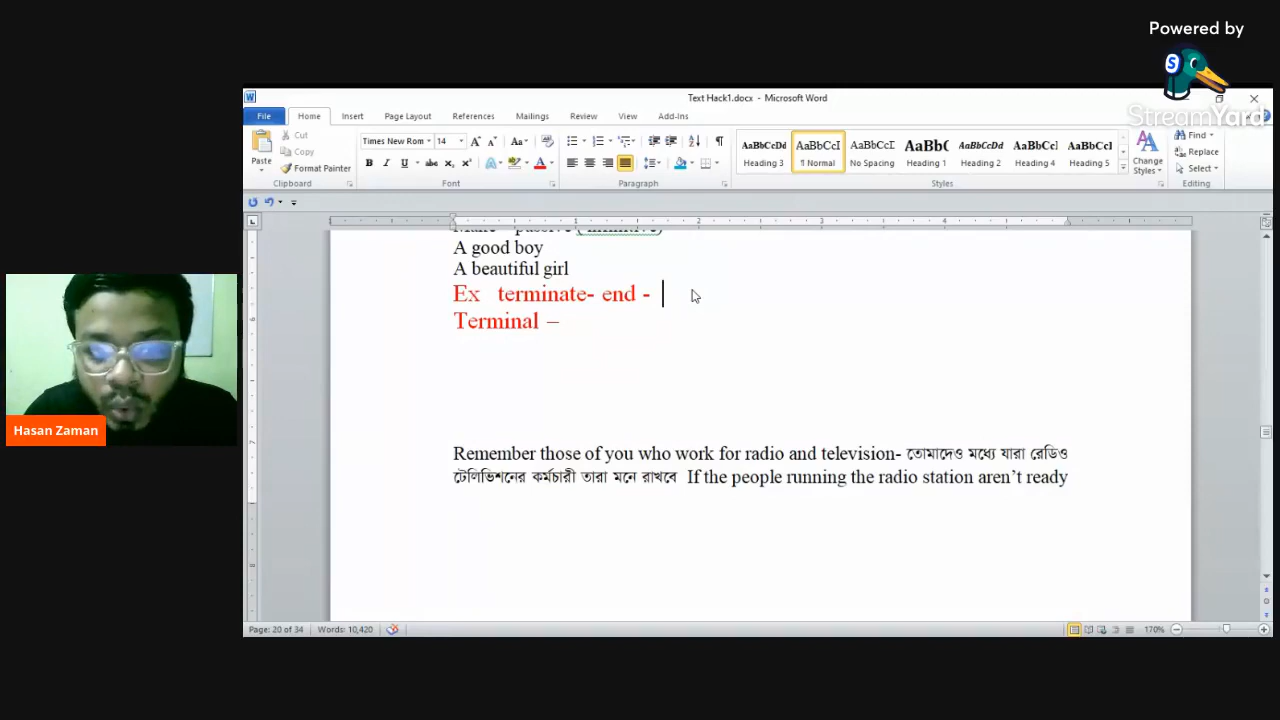 Powered by
StreamYard
Text Hack1.docx - Microsoft Word
File Home Insert Page Layout References Mailings Review View Add-Ins
Paste
Cut
Copy
Format Painter
Clipboard
Times New Rom 14
Font
Paragraph
AaBbCcDd AaBbCcI AaBbCcI AaBbC AaBbCcDd AaBbCcI AaBbCcI
Heading 3 ¶ Normal No Spacing Heading 1 Heading 2 Heading 4 Heading 5
Change Styles
Styles
Find
Replace
Select
Editing
Make passive ( infinitive)
A good boy
A beautiful girl
Ex terminate- end -
Terminal –
Hasan Zaman
Remember those of you who work for radio and television- তোমাদেও মধ্যে যারা রেডিও
টেলিভিশনের কর্মচারী তারা মনে রাখবে If the people running the radio station aren't ready
Page: 20 of 34 Words: 10,420 170%